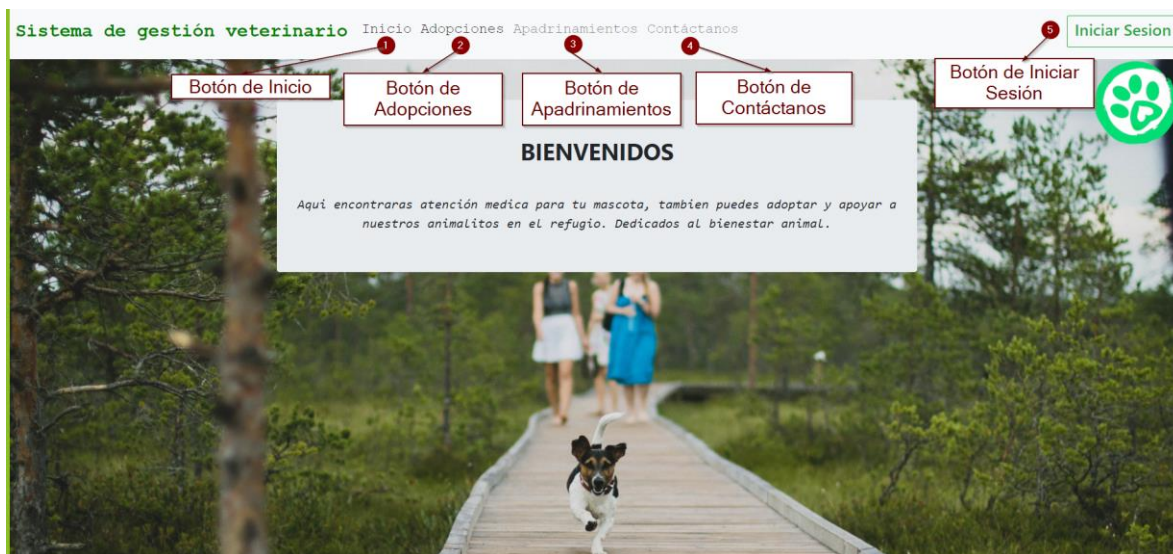 Sistema de gestión veterinario Inicio Adopciones Apadrinamientos Contáctanos Iniciar Sesion
1 2 3 4 5
Botón de Inicio
Botón de
Adopciones
Botón de
Apadrinamientos
Botón de
Contáctanos
Botón de Iniciar
Sesión
BIENVENIDOS
Aqui encontraras atención medica para tu mascota, tambien puedes adoptar y apoyar a
nuestros animalitos en el refugio. Dedicados al bienestar animal.